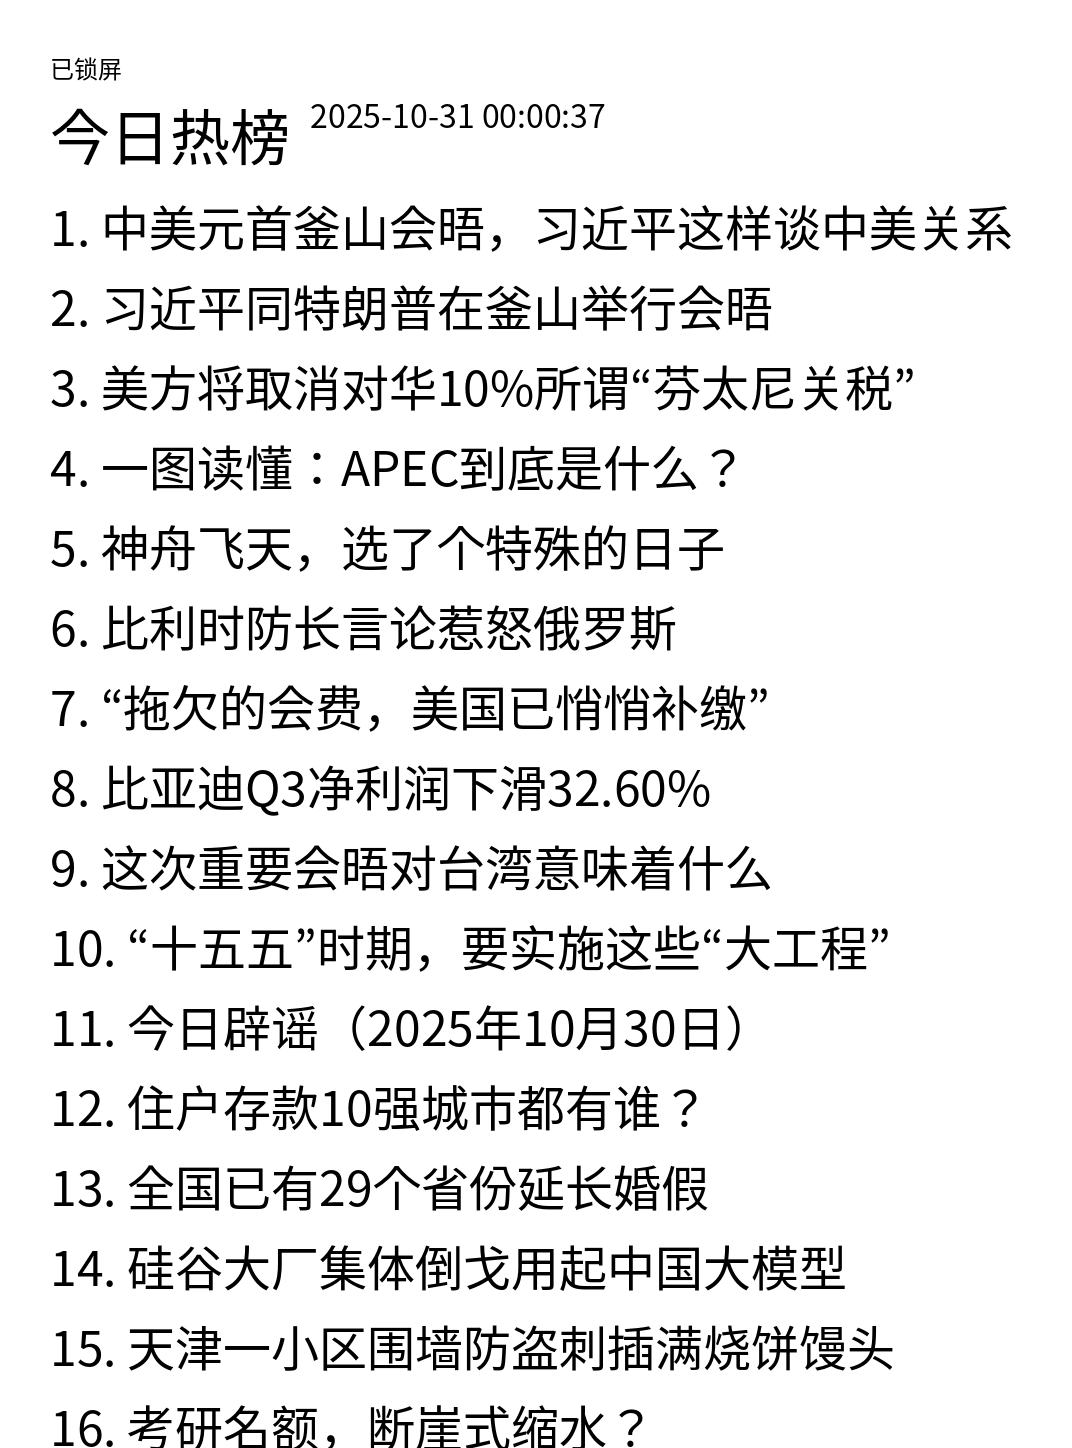 已锁屏
今日热榜 2025-10-31 00:00:37
1. 中美元首釜山会晤，习近平这样谈中美关系
2. 习近平同特朗普在釜山举行会晤
3. 美方将取消对华10%所谓“芬太尼关税”
4. 一图读懂：APEC到底是什么？
5. 神舟飞天，选了个特殊的日子
6. 比利时防长言论惹怒俄罗斯
7. “拖欠的会费，美国已悄悄补缴”
8. 比亚迪Q3净利润下滑32.60%
9. 这次重要会晤对台湾意味着什么
10. “十五五”时期，要实施这些“大工程”
11. 今日辟谣（2025年10月30日）
12. 住户存款10强城市都有谁？
13. 全国已有29个省份延长婚假
14. 硅谷大厂集体倒戈用起中国大模型
15. 天津一小区围墙防盗刺插满烧饼馒头
16. 考研名额，断崖式缩水？